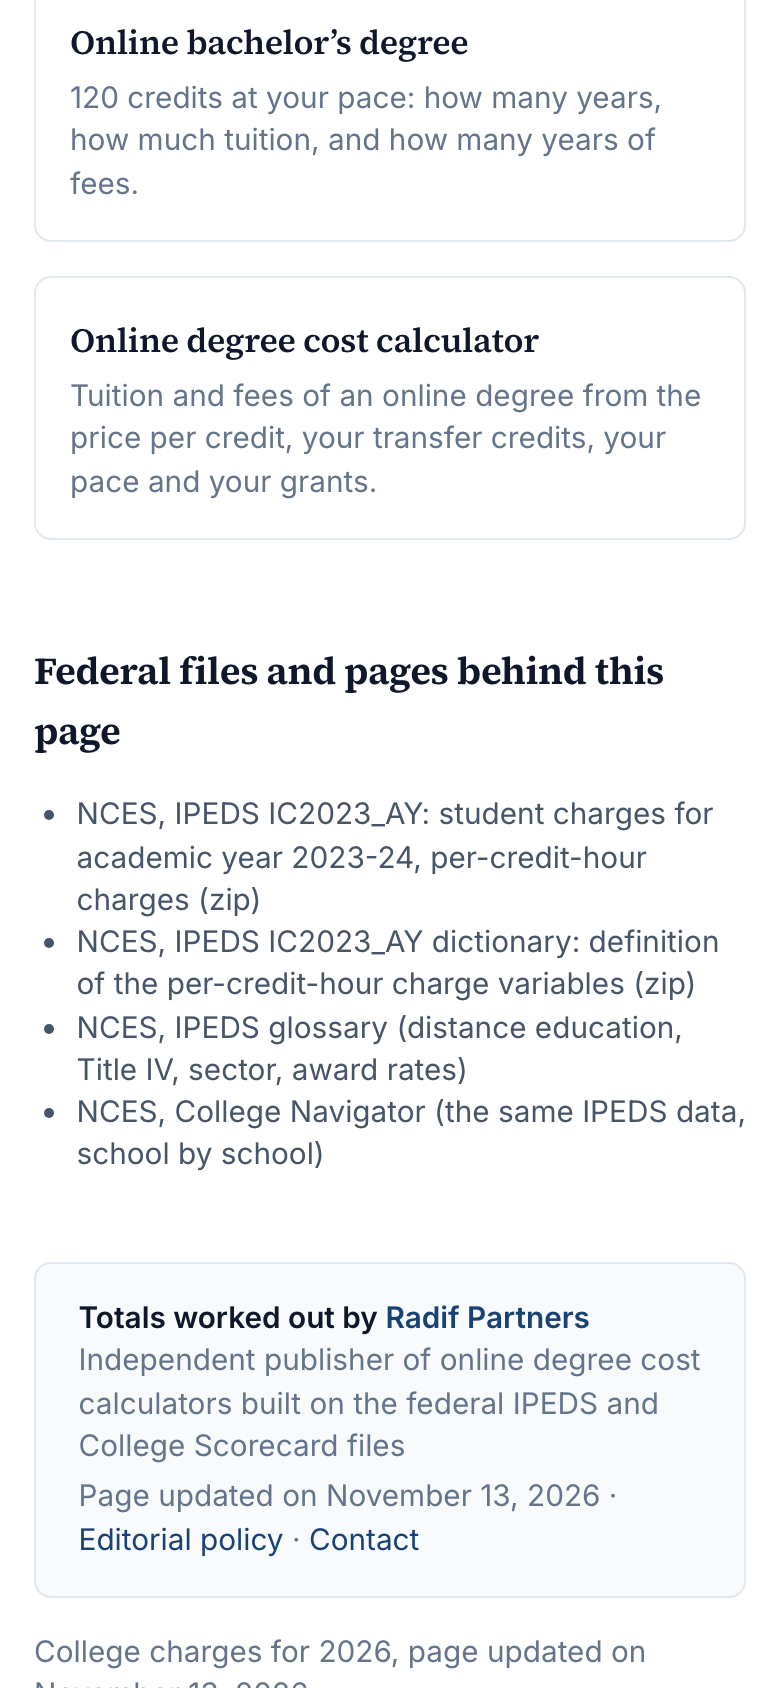 Online bachelor’s degree
120 credits at your pace: how many years,
how much tuition, and how many years of
fees.
Online degree cost calculator
Tuition and fees of an online degree from the
price per credit, your transfer credits, your
pace and your grants.
Federal files and pages behind this
page
• NCES, IPEDS IC2023_AY: student charges for
academic year 2023-24, per-credit-hour
charges (zip)
• NCES, IPEDS IC2023_AY dictionary: definition
of the per-credit-hour charge variables (zip)
• NCES, IPEDS glossary (distance education,
Title IV, sector, award rates)
• NCES, College Navigator (the same IPEDS data,
school by school)
Totals worked out by Radif Partners
Independent publisher of online degree cost
calculators built on the federal IPEDS and
College Scorecard files
Page updated on November 13, 2026 ·
Editorial policy · Contact
College charges for 2026, page updated on